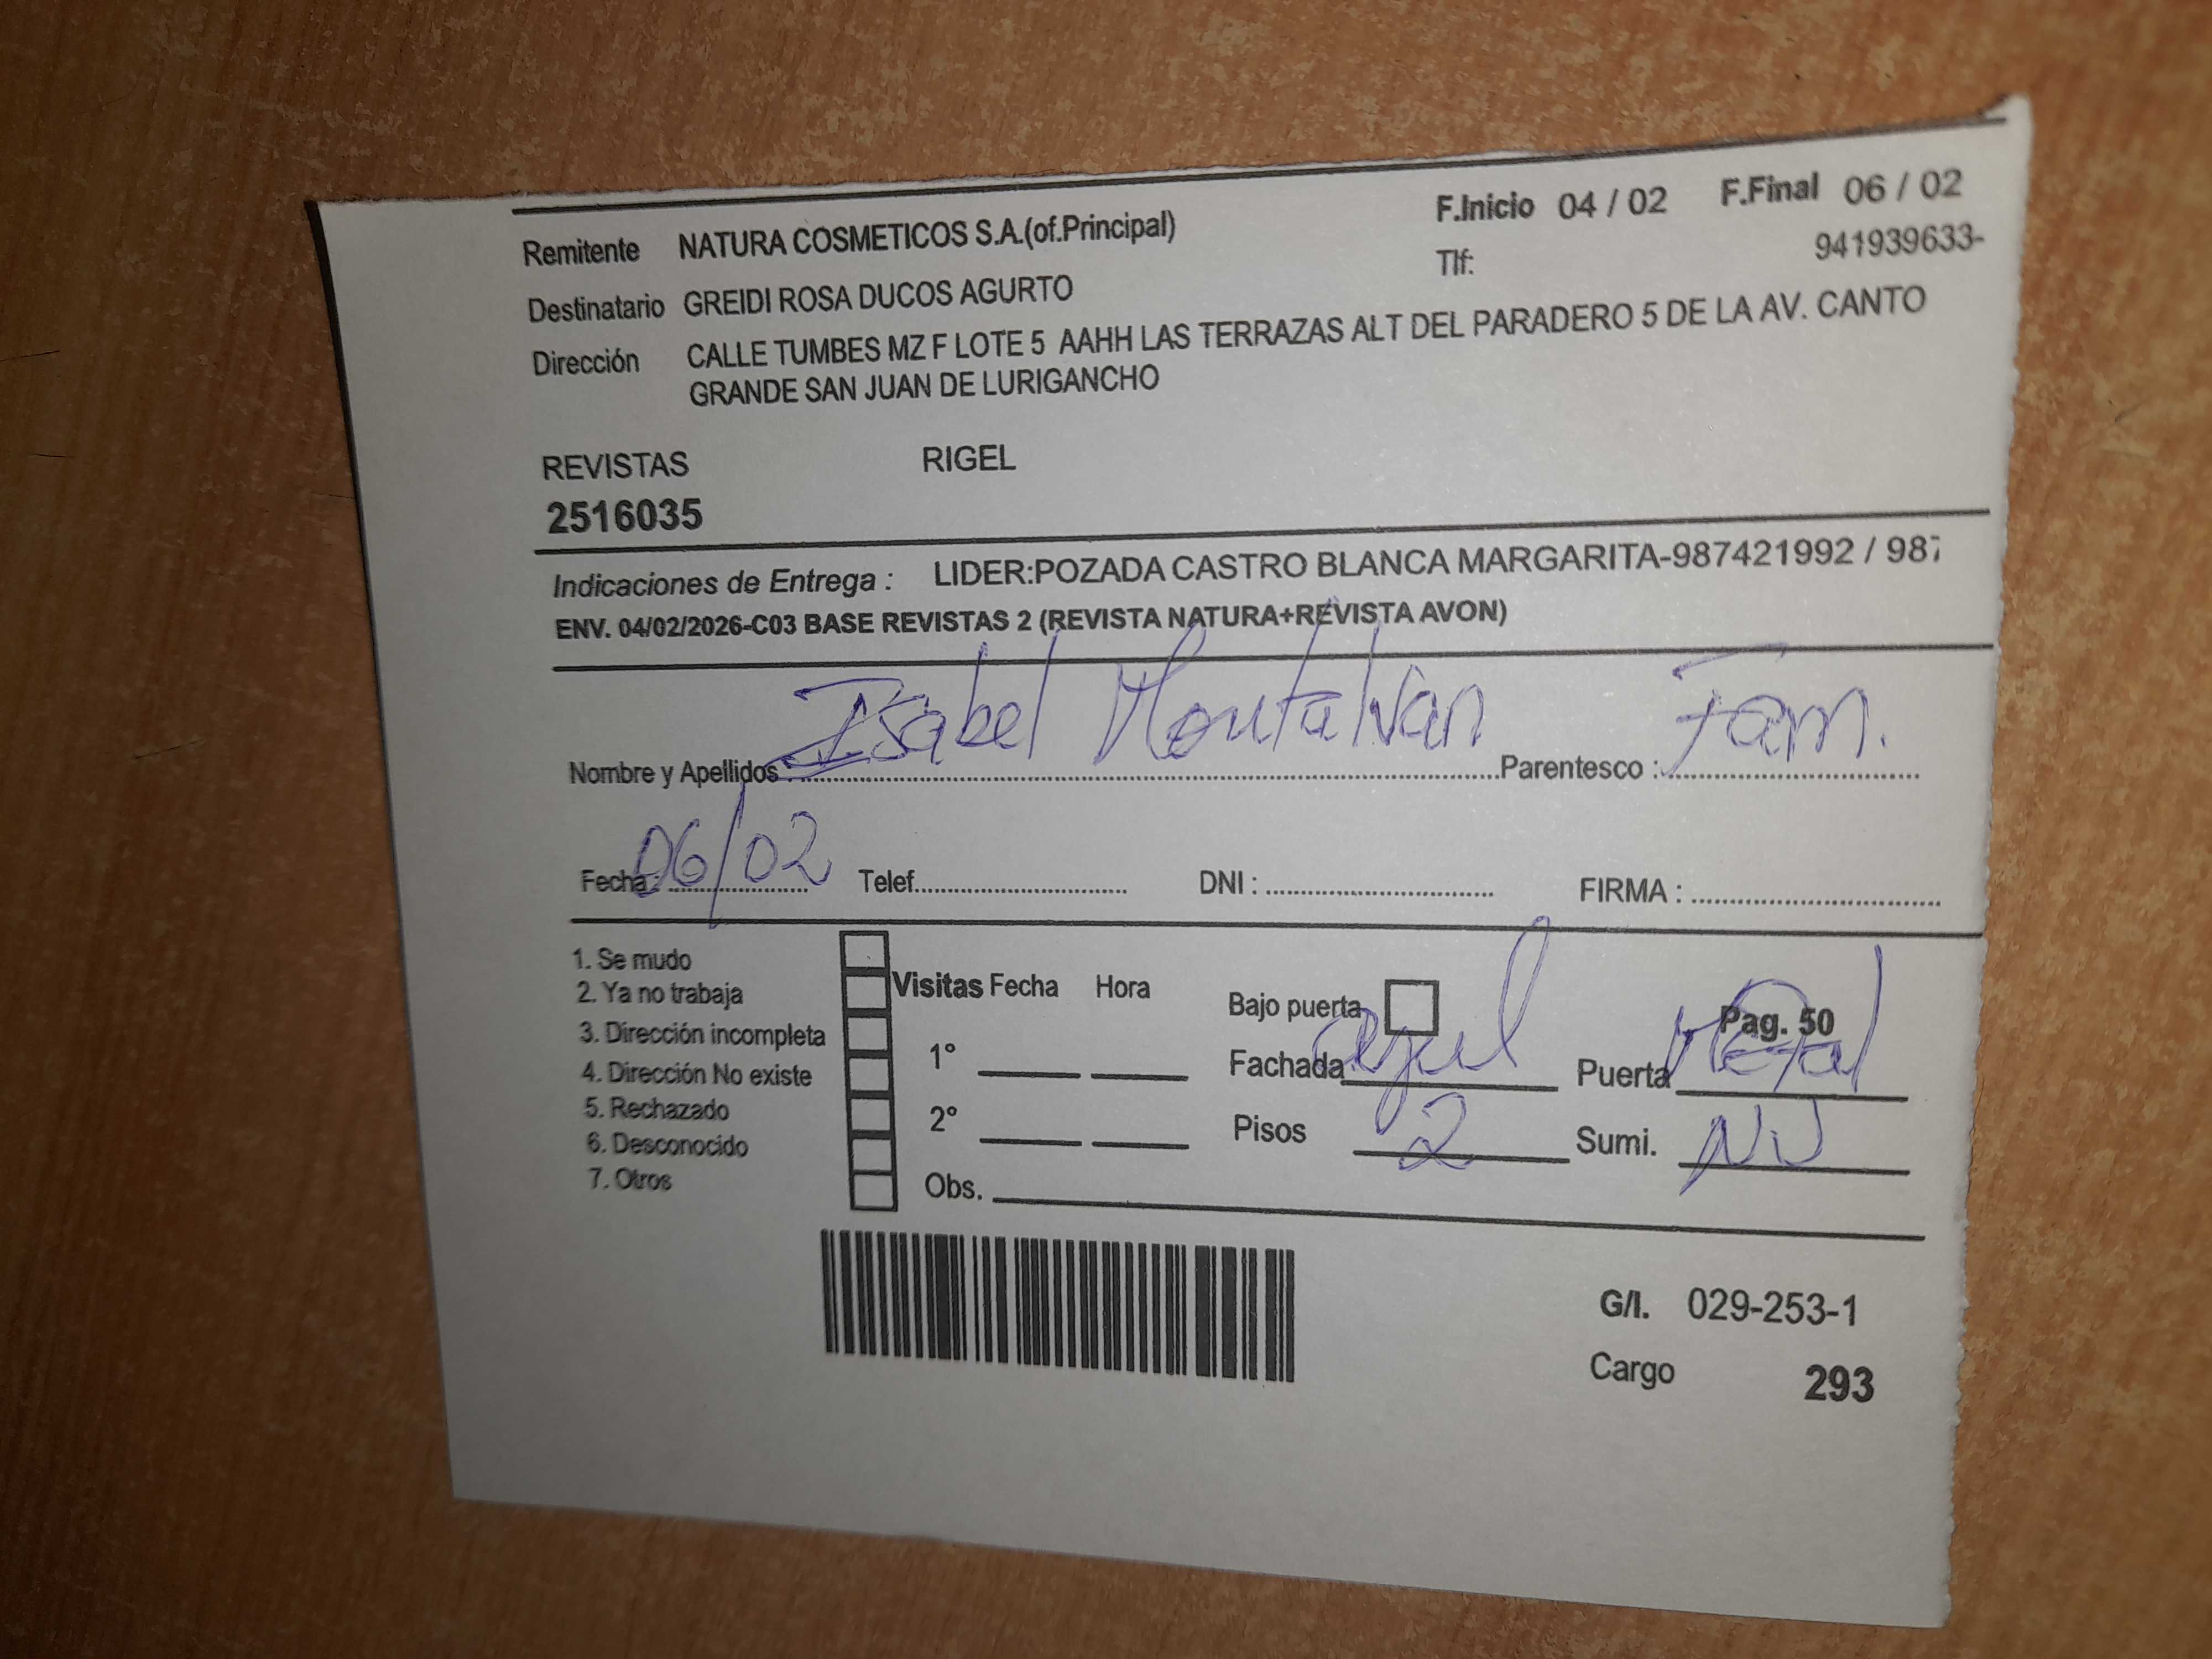 F.Inicio 04 / 02 F.Final 06 / 02
Remitente NATURA COSMETICOS S.A.(of.Principal) Tlf: 941939633-
Destinatario GREIDI ROSA DUCOS AGURTO
Dirección CALLE TUMBES MZ F LOTE 5 AAHH LAS TERRAZAS ALT DEL PARADERO 5 DE LA AV. CANTO
GRANDE SAN JUAN DE LURIGANCHO
REVISTAS RIGEL
2516035
Indicaciones de Entrega : LIDER:POZADA CASTRO BLANCA MARGARITA-987421992 / 987
ENV. 04/02/2026-C03 BASE REVISTAS 2 (REVISTA NATURA+REVISTA AVON)
Nombre y Apellidos : Isabel Montalvan Parentesco : Fam.
Fecha : 06/02 Telef. DNI : FIRMA :
1. Se mudo
2. Ya no trabaja
3. Dirección incompleta
4. Dirección No existe
5. Rechazado
6. Desconocido
7. Otros
Visitas Fecha Hora
1°
2°
Obs.
Bajo puerta Pag. 50
Fachada azul Puerta Metal
Pisos 2 Sumi.
G/I. 029-253-1
Cargo 293